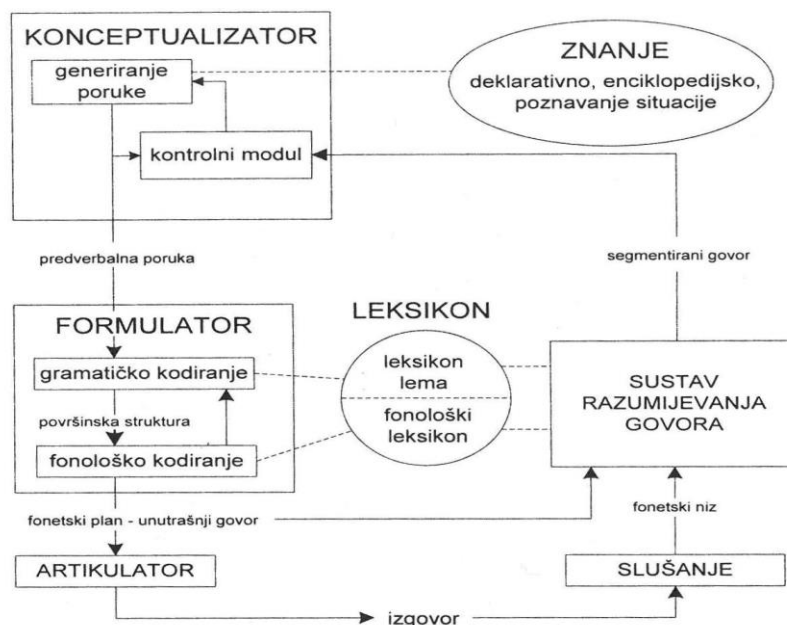 KONCEPTUALIZATOR
generiranje
poruke
kontrolni modul
ZNANJE
deklarativno, enciklopedijsko,
poznavanje situacije
predverbalna poruka
segmentirani govor
FORMULATOR
gramatičko kodiranje
površinska struktura
fonološko kodiranje
LEKSIKON
leksikon
lema
fonološki
leksikon
SUSTAV
RAZUMIJEVANJA
GOVORA
fonetski plan - unutrašnji govor
fonetski niz
ARTIKULATOR
SLUŠANJE
izgovor